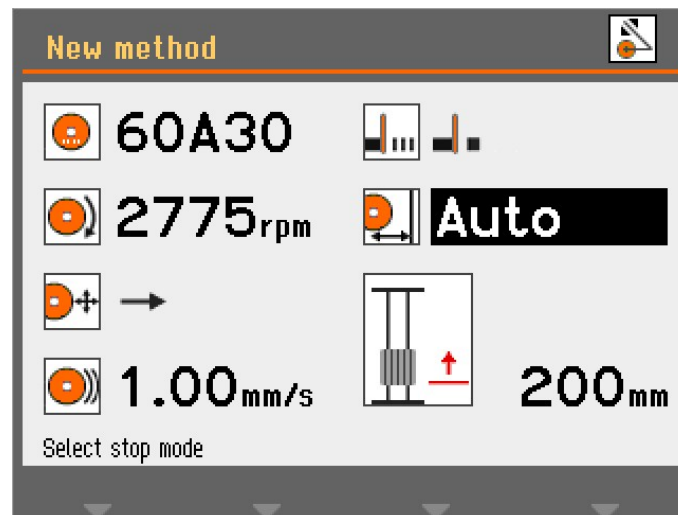 New method
60A30
2775rpm
Auto
1.00mm/s
200mm
Select stop mode